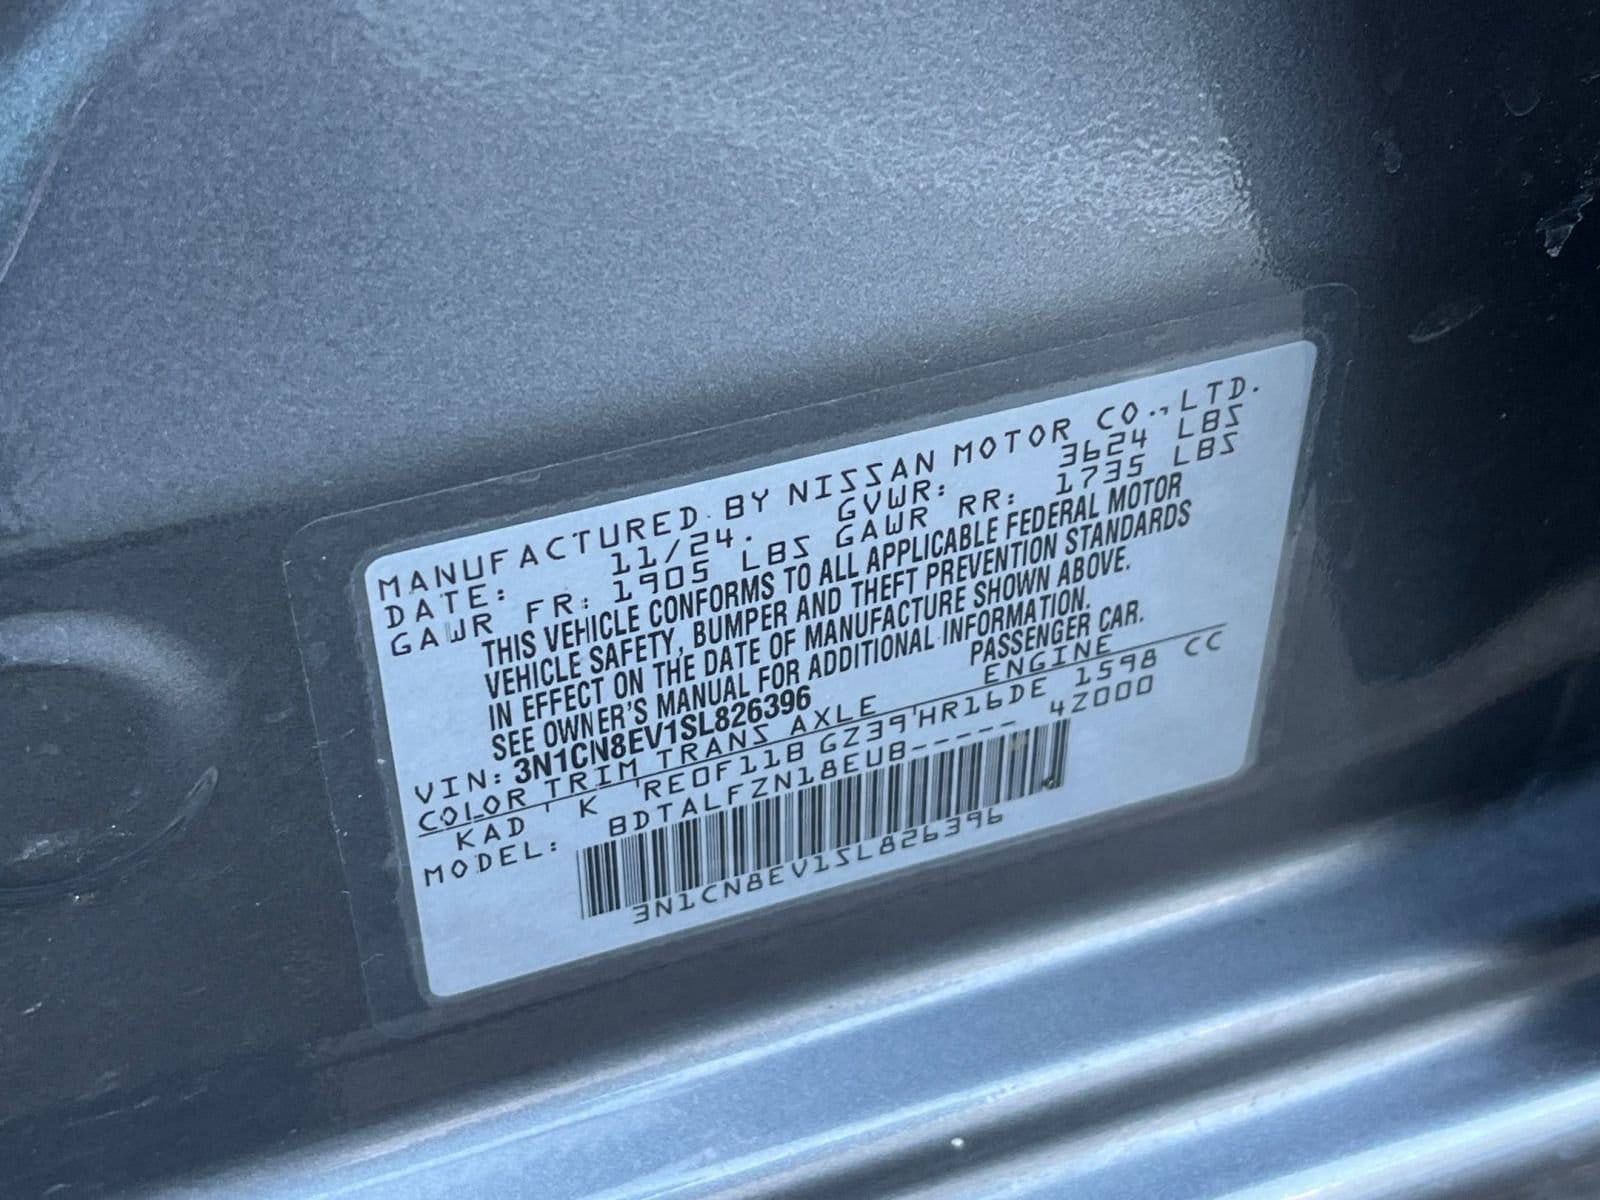 MANUFACTURED BY NISSAN MOTOR CO.,LTD.
DATE: 11/24. GVWR: 3624 LBS
GAWR FR: 1905 LBS GAWR RR: 1735 LBS
THIS VEHICLE CONFORMS TO ALL APPLICABLE FEDERAL MOTOR
VEHICLE SAFETY, BUMPER AND THEFT PREVENTION STANDARDS
IN EFFECT ON THE DATE OF MANUFACTURE SHOWN ABOVE.
SEE OWNER'S MANUAL FOR ADDITIONAL INFORMATION.
VIN: 3N1CN8EV1SL826396 PASSENGER CAR.
COLOR TRIM TRANS AXLE ENGINE
KAD K RE0F11B GZ39 HR16DE 1598 CC
MODEL: BDTALFZN18EUB----- 4Z000
3N1CN8EV1SL826396